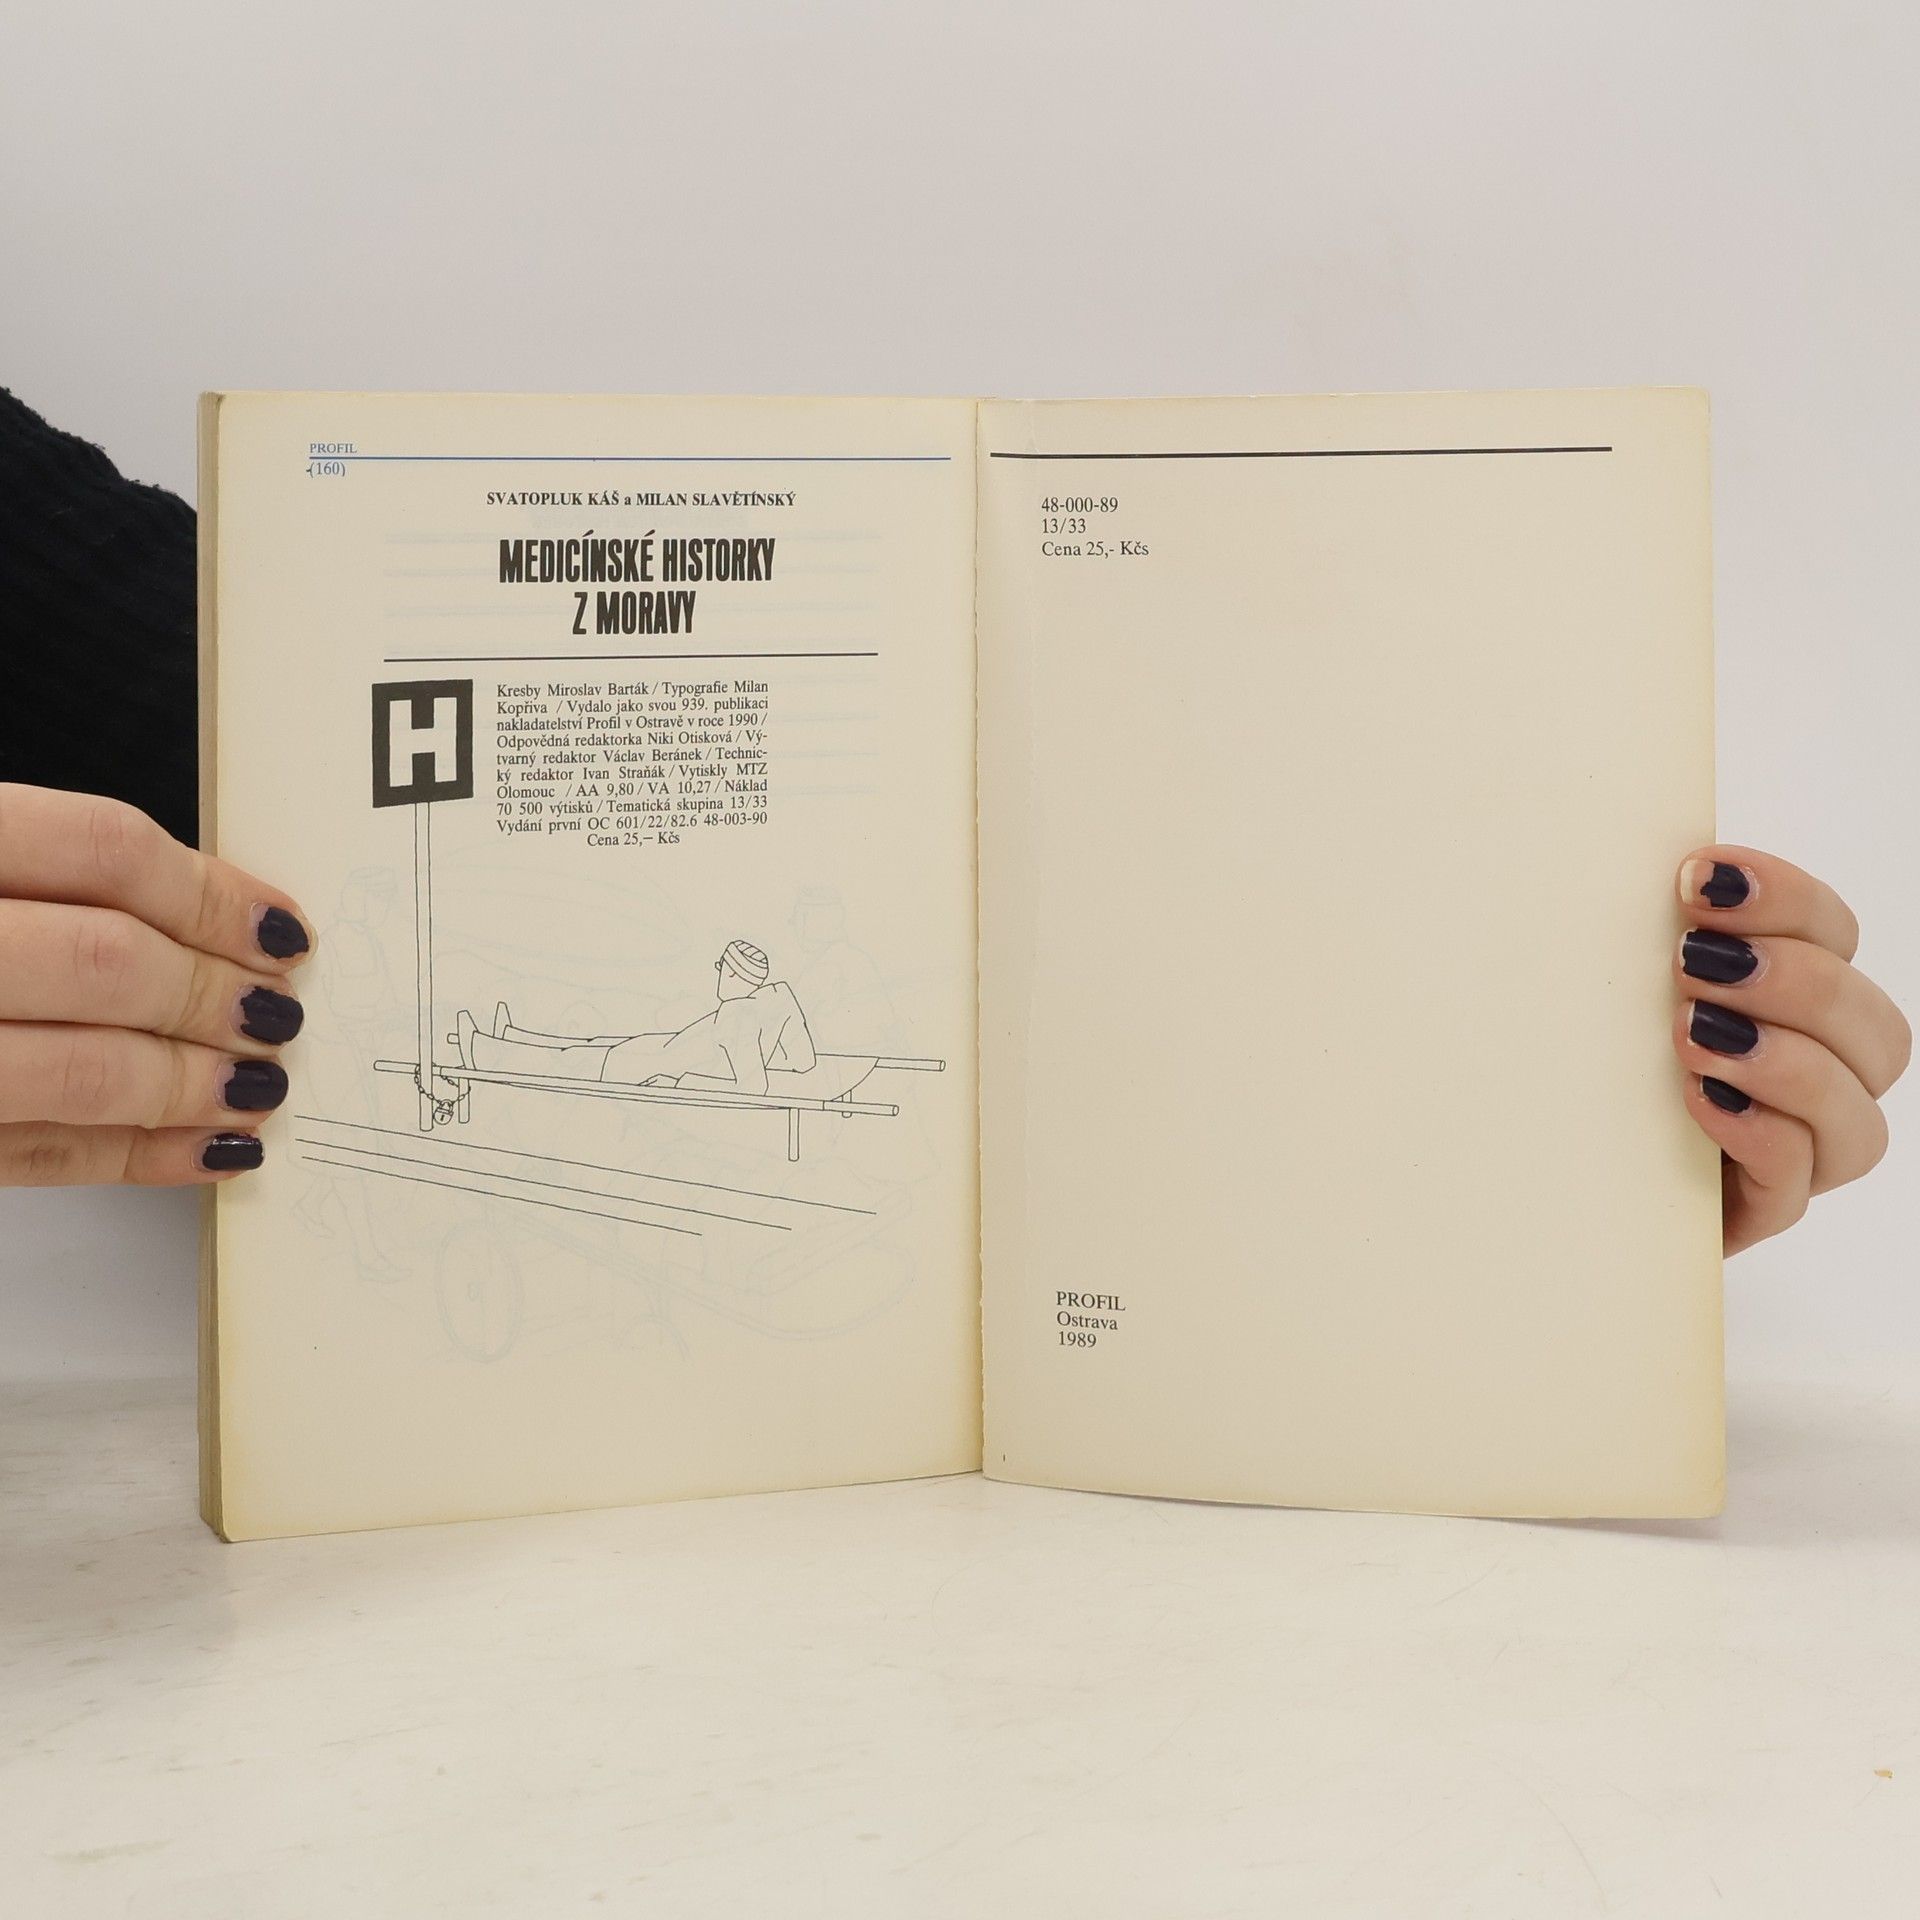 PROFIL
(160)
SVATOPLUK KÁŠ a MILAN SLAVĚTÍNSKÝ
MEDICÍNSKÉ HISTORKY
Z MORAVY
H
Kresby Miroslav Barták / Typografie Milan
Kopřiva / Vydalo jako svou 939. publikaci
nakladatelství Profil v Ostravě v roce 1990 /
Odpovědná redaktorka Niki Otisková / Vý-
tvarný redaktor Václav Beránek / Technic-
ký redaktor Ivan Straňák / Vytiskly MTZ
Olomouc / AA 9,80 / VA 10,27 / Náklad
70 500 výtisků / Tematická skupina 13/33
Vydání první OC 601/22/82.6 48-003-90
Cena 25,— Kčs
48-000-89
13/33
Cena 25,- Kčs
PROFIL
Ostrava
1989